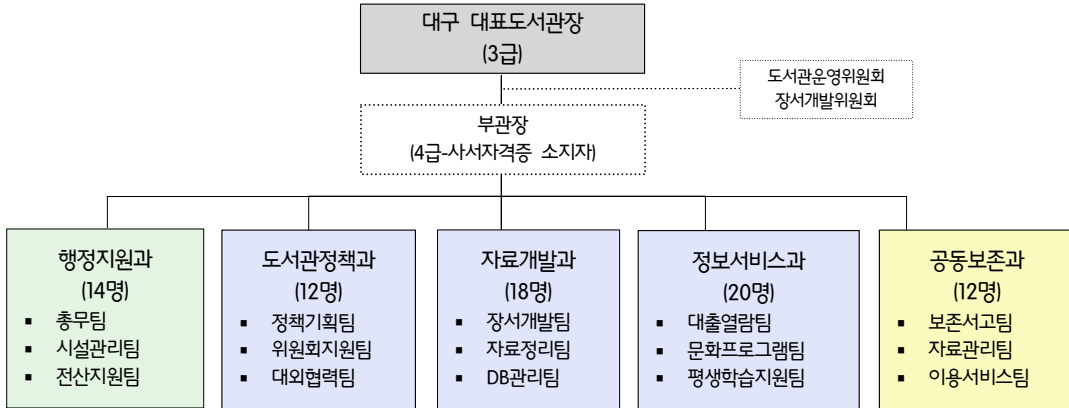 대구 대표도서관장
(3급)
도서관운영위원회
장서개발위원회
부관장
(4급-사서자격증 소지자)
행정지원과
(14명)
▪ 총무팀
▪ 시설관리팀
▪ 전산지원팀
도서관정책과
(12명)
▪ 정책기획팀
▪ 위원회지원팀
▪ 대외협력팀
자료개발과
(18명)
▪ 장서개발팀
▪ 자료정리팀
▪ DB관리팀
정보서비스과
(20명)
▪ 대출열람팀
▪ 문화프로그램팀
▪ 평생학습지원팀
공동보존과
(12명)
▪ 보존서고팀
▪ 자료관리팀
▪ 이용서비스팀